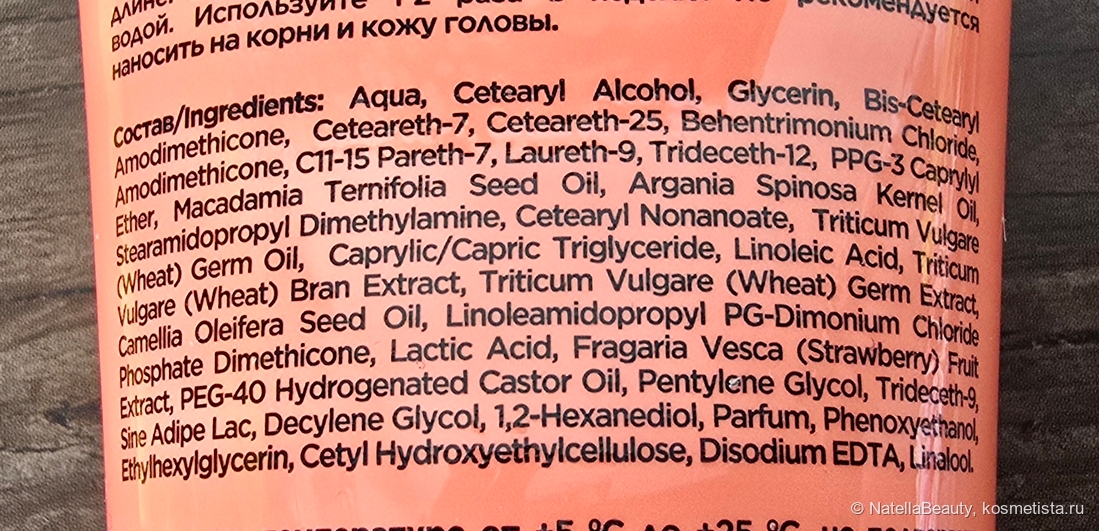 водой. Используйте 1-2 раза в
рекомендуется
наносить на корни и кожу головы.
Состав/Ingredients: Aqua, Cetearyl Alcohol, Glycerin, Bis-Cetearyl
Amodimethicone, Ceteareth-7, Ceteareth-25, Behentrimonium Chloride,
Amodimethicone, C11-15 Pareth-7, Laureth-9, Trideceth-12, PPG-3 Caprylyl
Ether, Macadamia Ternifolia Seed Oil, Argania Spinosa Kernel Oil,
Stearamidopropyl Dimethylamine, Cetearyl Nonanoate, Triticum Vulgare
(Wheat) Germ Oil, Caprylic/Capric Triglyceride, Linoleic Acid, Triticum
Vulgare (Wheat) Bran Extract, Triticum Vulgare (Wheat) Germ Extract,
Camellia Oleifera Seed Oil, Linoleamidopropyl PG-Dimonium Chloride
Phosphate Dimethicone, Lactic Acid, Fragaria Vesca (Strawberry) Fruit
Extract, PEG-40 Hydrogenated Castor Oil, Pentylene Glycol, Trideceth-9,
Sine Adipe Lac, Decylene Glycol, 1,2-Hexanediol, Parfum, Phenoxyethanol,
Ethylhexylglycerin, Cetyl Hydroxyethylcellulose, Disodium EDTA, Linalool.
от +5 °C до +25 °C
© NatellaBeauty, kosmetista.ru